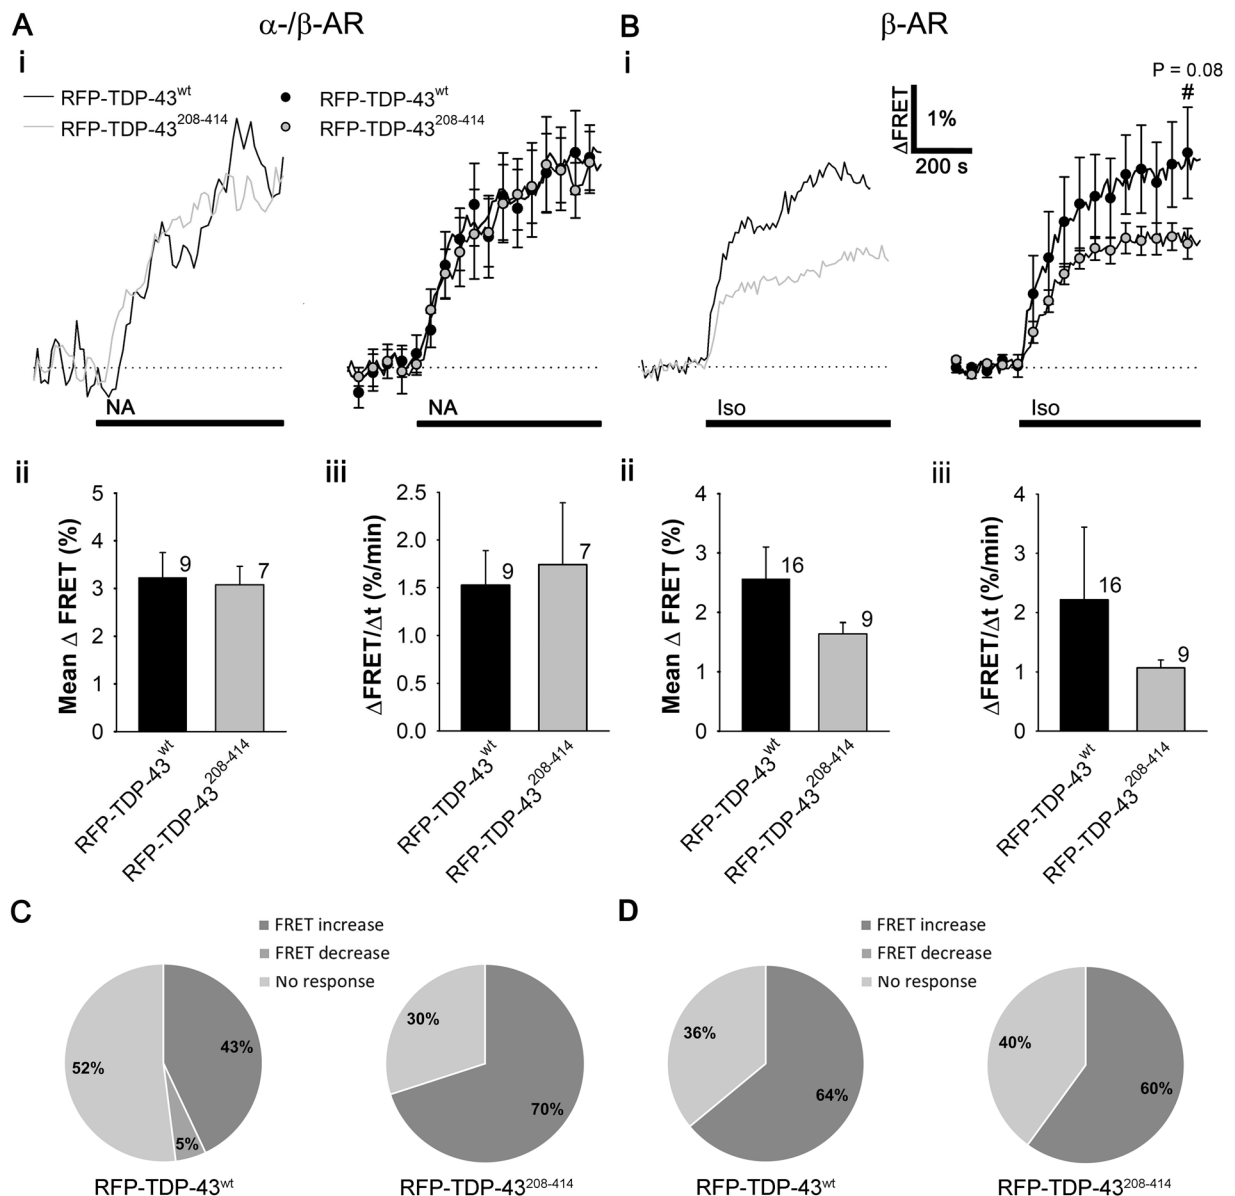 A
α-/β-AR
i
RFP-TDP-43wt
RFP-TDP-43208-414
RFP-TDP-43wt
RFP-TDP-43208-414
NA
NA
B
β-AR
i
ΔFRET
1%
200 s
P = 0.08
#
Iso
Iso
ii
Mean Δ FRET (%)
5
4
3
2
1
0
9
7
RFP-TDP-43wt
RFP-TDP-43208-414
iii
ΔFRET/Δt (%/min)
2.5
2.0
1.5
1.0
0.5
0.0
9
7
RFP-TDP-43wt
RFP-TDP-43208-414
ii
Mean Δ FRET (%)
4
3
2
1
0
16
9
RFP-TDP-43wt
RFP-TDP-43208-414
iii
ΔFRET/Δt (%/min)
4
3
2
1
0
16
9
RFP-TDP-43wt
RFP-TDP-43208-414
C
FRET increase
FRET decrease
No response
43%
52%
5%
RFP-TDP-43wt
30%
70%
RFP-TDP-43208-414
D
FRET increase
FRET decrease
No response
36%
64%
RFP-TDP-43wt
40%
60%
RFP-TDP-43208-414